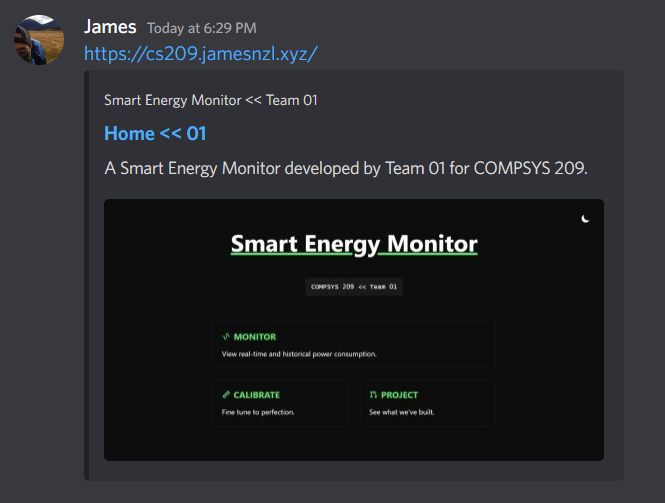 James Today at 6:29 PM
https://cs209.jamesnzl.xyz/
Smart Energy Monitor << Team 01
Home << 01
A Smart Energy Monitor developed by Team 01 for COMPSYS 209.
Smart Energy Monitor
COMPSYS 209 << Team 01
MONITOR
View real-time and historical power consumption.
CALIBRATE
Fine tune to perfection.
PROJECT
See what we've built.